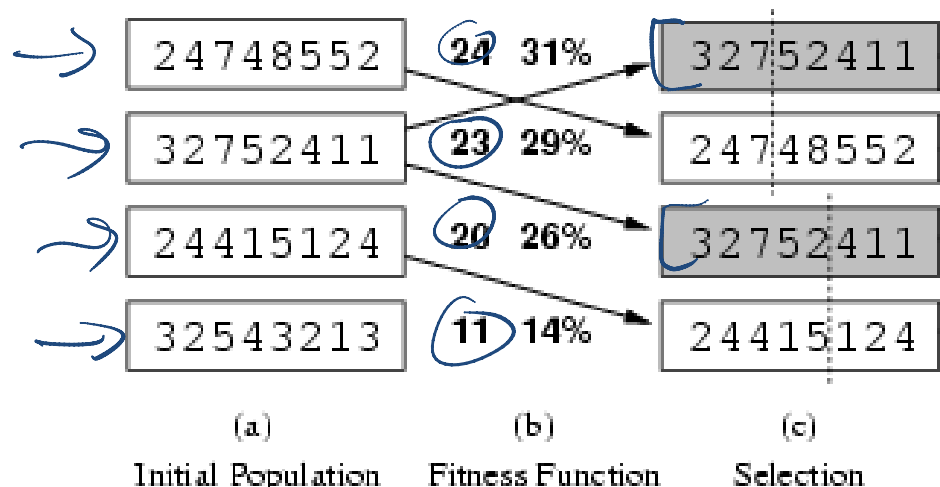 24748552 24 31% 32752411
32752411 23 29% 24748552
24415124 20 26% 32752411
32543213 11 14% 24415124
(a) (b) (c)
Initial Population Fitness Function Selection